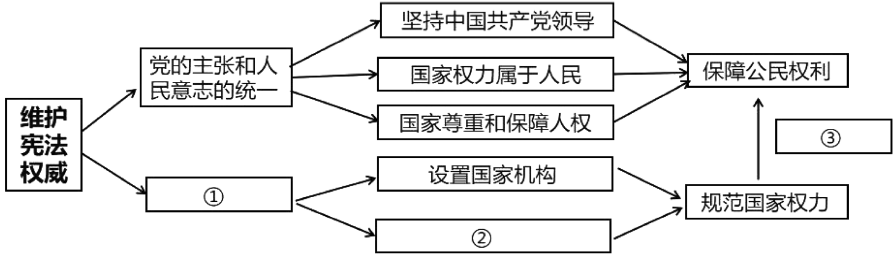 坚持中国共产党领导
党的主张和人
民意志的统一
国家权力属于人民
保障公民权利
维护
宪法
权威
国家尊重和保障人权
③
设置国家机构
①
规范国家权力
②